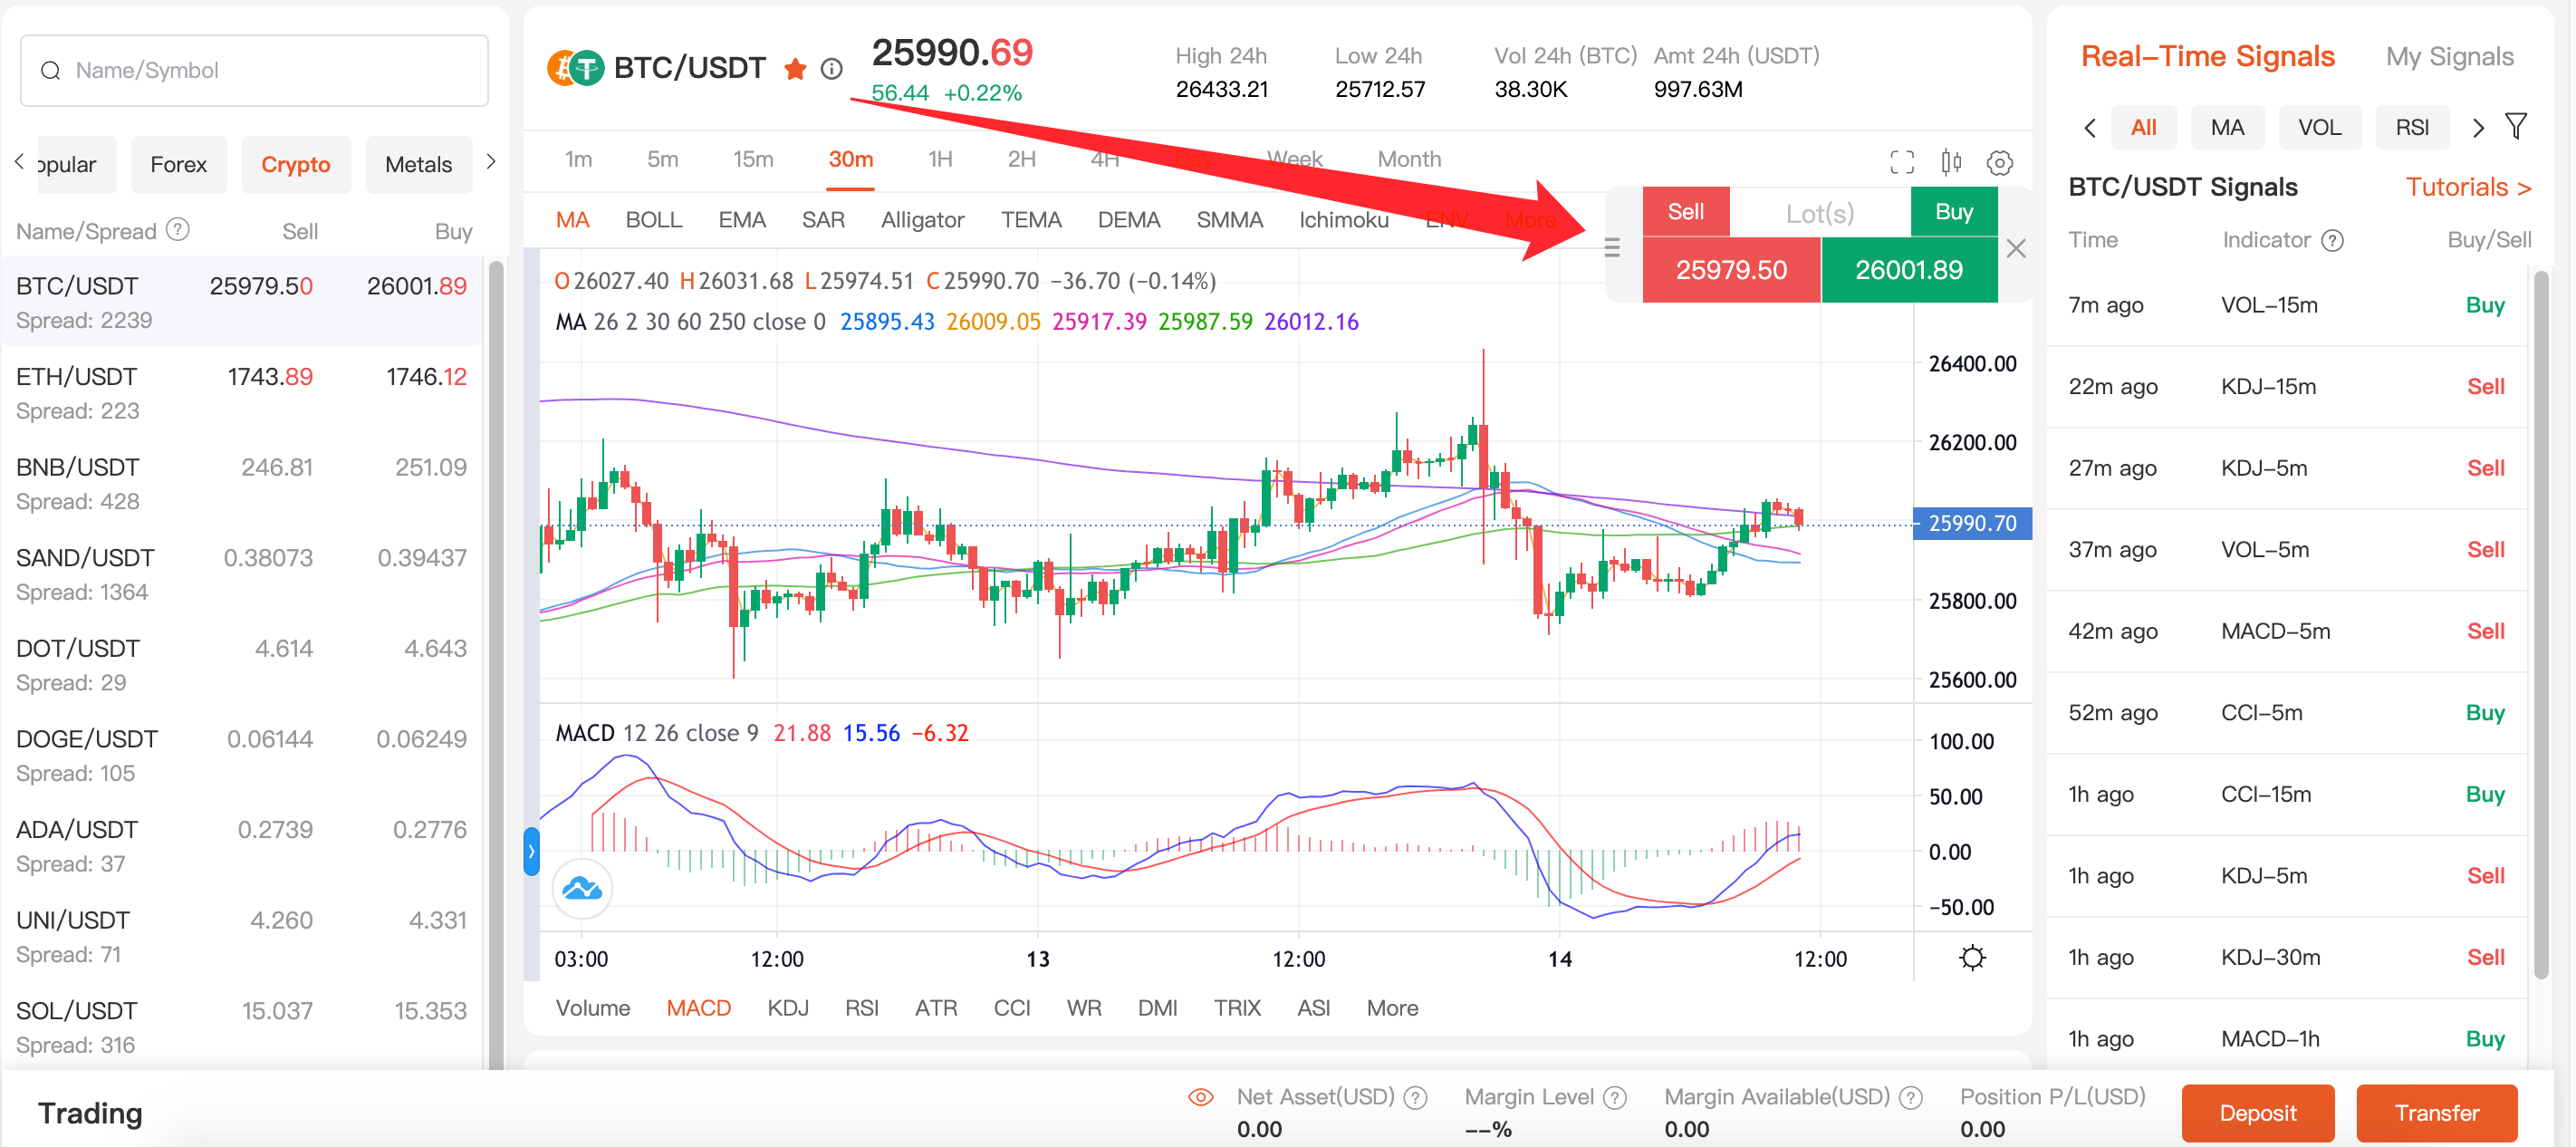 Name/Symbol
opular Forex Crypto Metals
Name/Spread Sell Buy
BTC/USDT 25979.50 26001.89
Spread: 2239
ETH/USDT 1743.89 1746.12
Spread: 223
BNB/USDT 246.81 251.09
Spread: 428
SAND/USDT 0.38073 0.39437
Spread: 1364
DOT/USDT 4.614 4.643
Spread: 29
DOGE/USDT 0.06144 0.06249
Spread: 105
ADA/USDT 0.2739 0.2776
Spread: 37
UNI/USDT 4.260 4.331
Spread: 71
SOL/USDT 15.037 15.353
Spread: 316
BTC/USDT 25990.69
56.44 +0.22%
High 24h Low 24h Vol 24h (BTC) Amt 24h (USDT)
26433.21 25712.57 38.30K 997.63M
1m 5m 15m 30m 1H 2H 4H Day Week Month
MA BOLL EMA SAR Alligator TEMA DEMA SMMA Ichimoku ENV More
Sell Lot(s) Buy
25979.50 26001.89
O26027.40 H26031.68 L25974.51 C25990.70 −36.70 (−0.14%)
MA 26 2 30 60 250 close 0 25895.43 26009.05 25917.39 25987.59 26012.16
26400.00
26200.00
25990.70
25800.00
25600.00
MACD 12 26 close 9 21.88 15.56 −6.32
100.00
50.00
0.00
−50.00
03:00 12:00 13 12:00 14 12:00
Volume MACD KDJ RSI ATR CCI WR DMI TRIX ASI More
Real-Time Signals My Signals
All MA VOL RSI
BTC/USDT Signals Tutorials >
Time Indicator Buy/Sell
7m ago VOL-15m Buy
22m ago KDJ-15m Sell
27m ago KDJ-5m Sell
37m ago VOL-5m Sell
42m ago MACD-5m Sell
52m ago CCI-5m Buy
1h ago CCI-15m Buy
1h ago KDJ-5m Sell
1h ago KDJ-30m Sell
1h ago MACD-1h Buy
Trading
Net Asset(USD) Margin Level Margin Available(USD) Position P/L(USD)
0.00 --% 0.00 0.00
Deposit Transfer